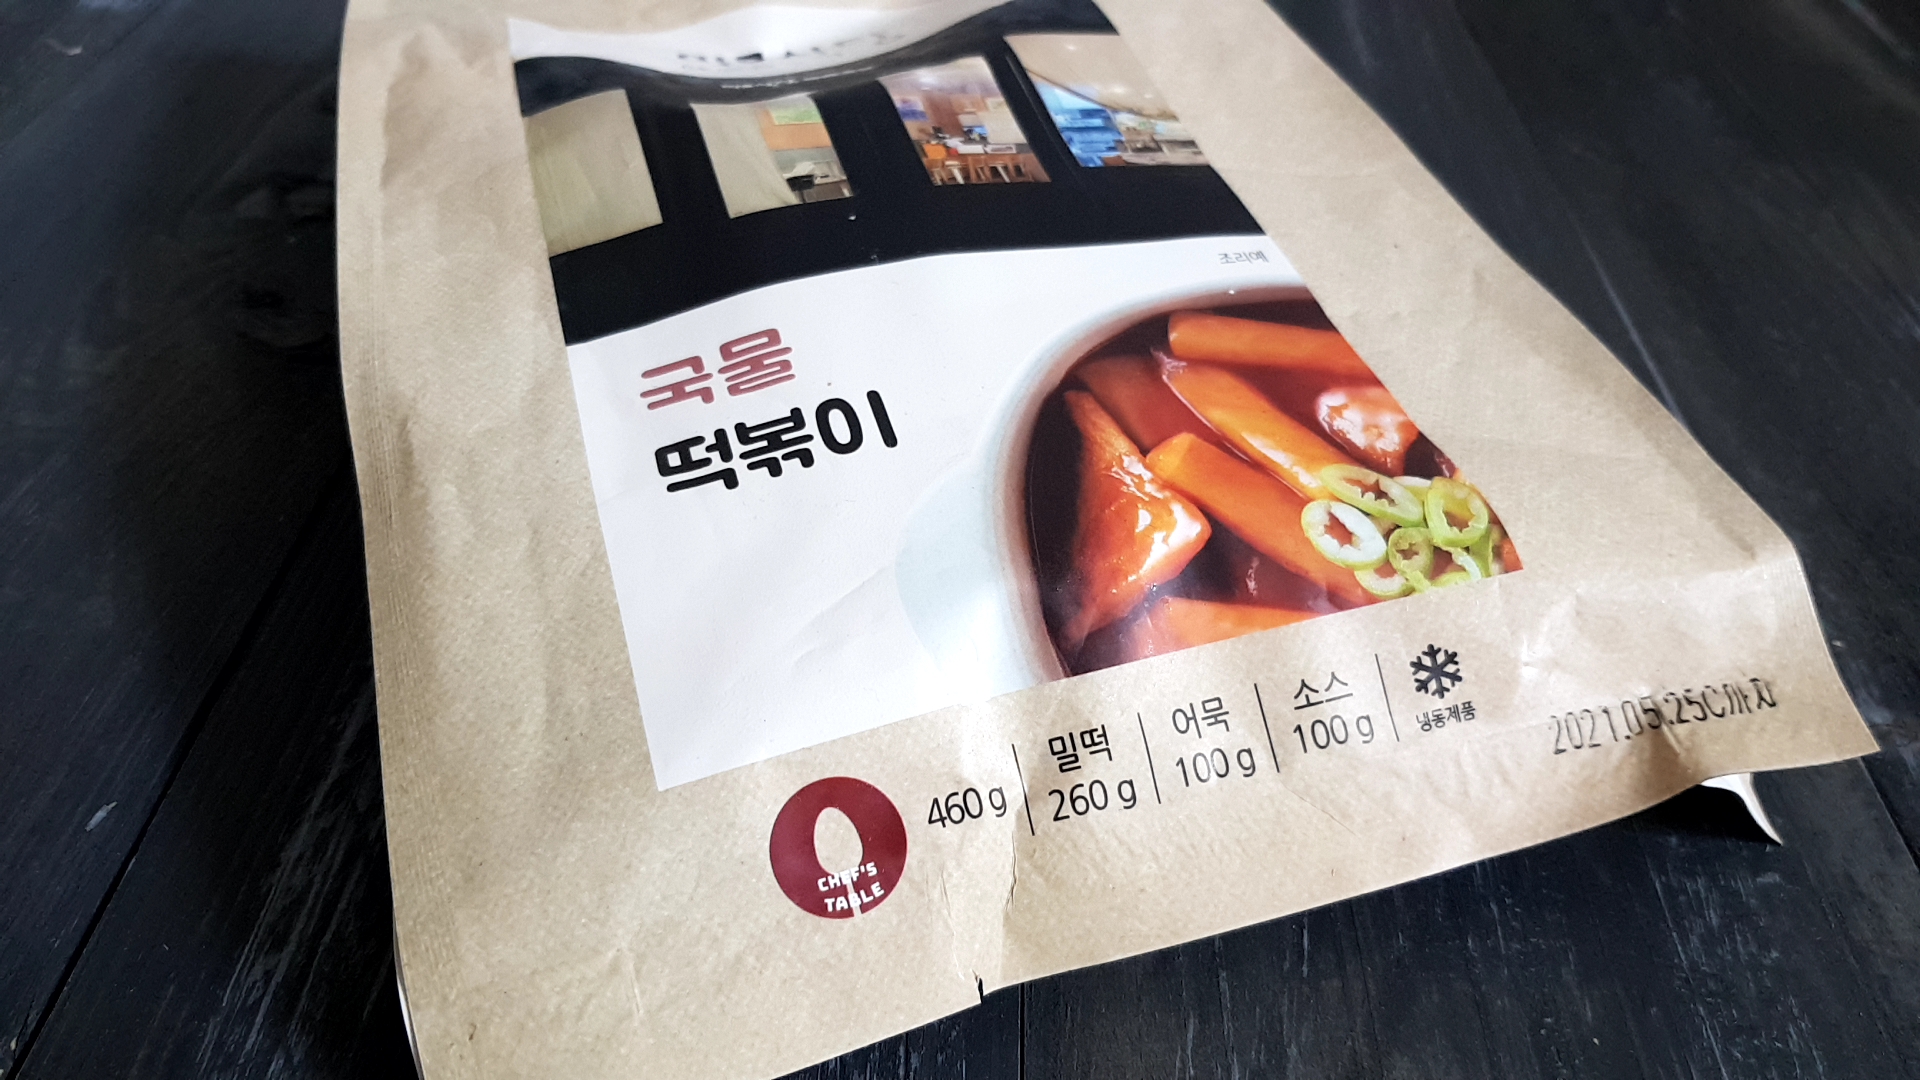 조리예
국물
떡볶이
CHEF'S
TABLE
460g
밀떡
260g
어묵
100g
소스
100g
냉동제품
2021.05.25C까지